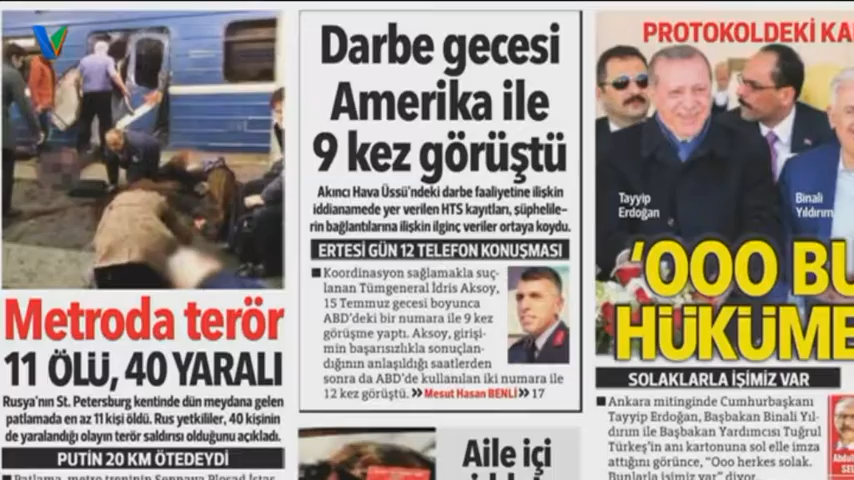 Metroda terör
11 ÖLÜ, 40 YARALI
Rusya'nın St. Petersburg kentinde dün meydana gelen
patlamada en az 11 kişi öldü. Rus yetkililer, 40 kişinin
de yaralandığı olayın terör saldırısı olduğunu açıkladı.
PUTİN 20 KM ÖTEDEYDİ
Darbe gecesi
Amerika ile
9 kez görüştü
Akıncı Hava Üssü'ndeki darbe faaliyetine ilişkin
iddianamede yer verilen HTS kayıtları, şüphelile-
rin bağlantılarına ilişkin ilginç veriler ortaya koydu.
ERTESİ GÜN 12 TELEFON KONUŞMASI
Koordinasyon sağlamakla suç-
lanan Tümgeneral İdris Aksoy,
15 Temmuz gecesi boyunca
ABD'deki bir numara ile 9 kez
görüşme yaptı. Aksoy, girişi-
min başarısızlıkla sonuçlan-
dığının anlaşıldığı saatlerden
sonra da ABD'de kullanılan iki numara ile
12 kez görüştü. Mesut Hasan BENLİ 17
Aile içi
PROTOKOLDEKİ
Tayyip
Erdoğan
Binali
Yıldırım
'OOO BU
HÜKÜME
SOLAKLARLA İŞİMİZ VAR
Ankara mitinginde Cumhurbaşkanı
Tayyip Erdoğan, Başbakan Binali Yıl-
dırım ile Başbakan Yardımcısı Tuğrul
Türkeş'in anı kartonuna sol elle imza
attığını görünce, "Ooo herkes solak.
Bunlarla işimiz var" diyor.